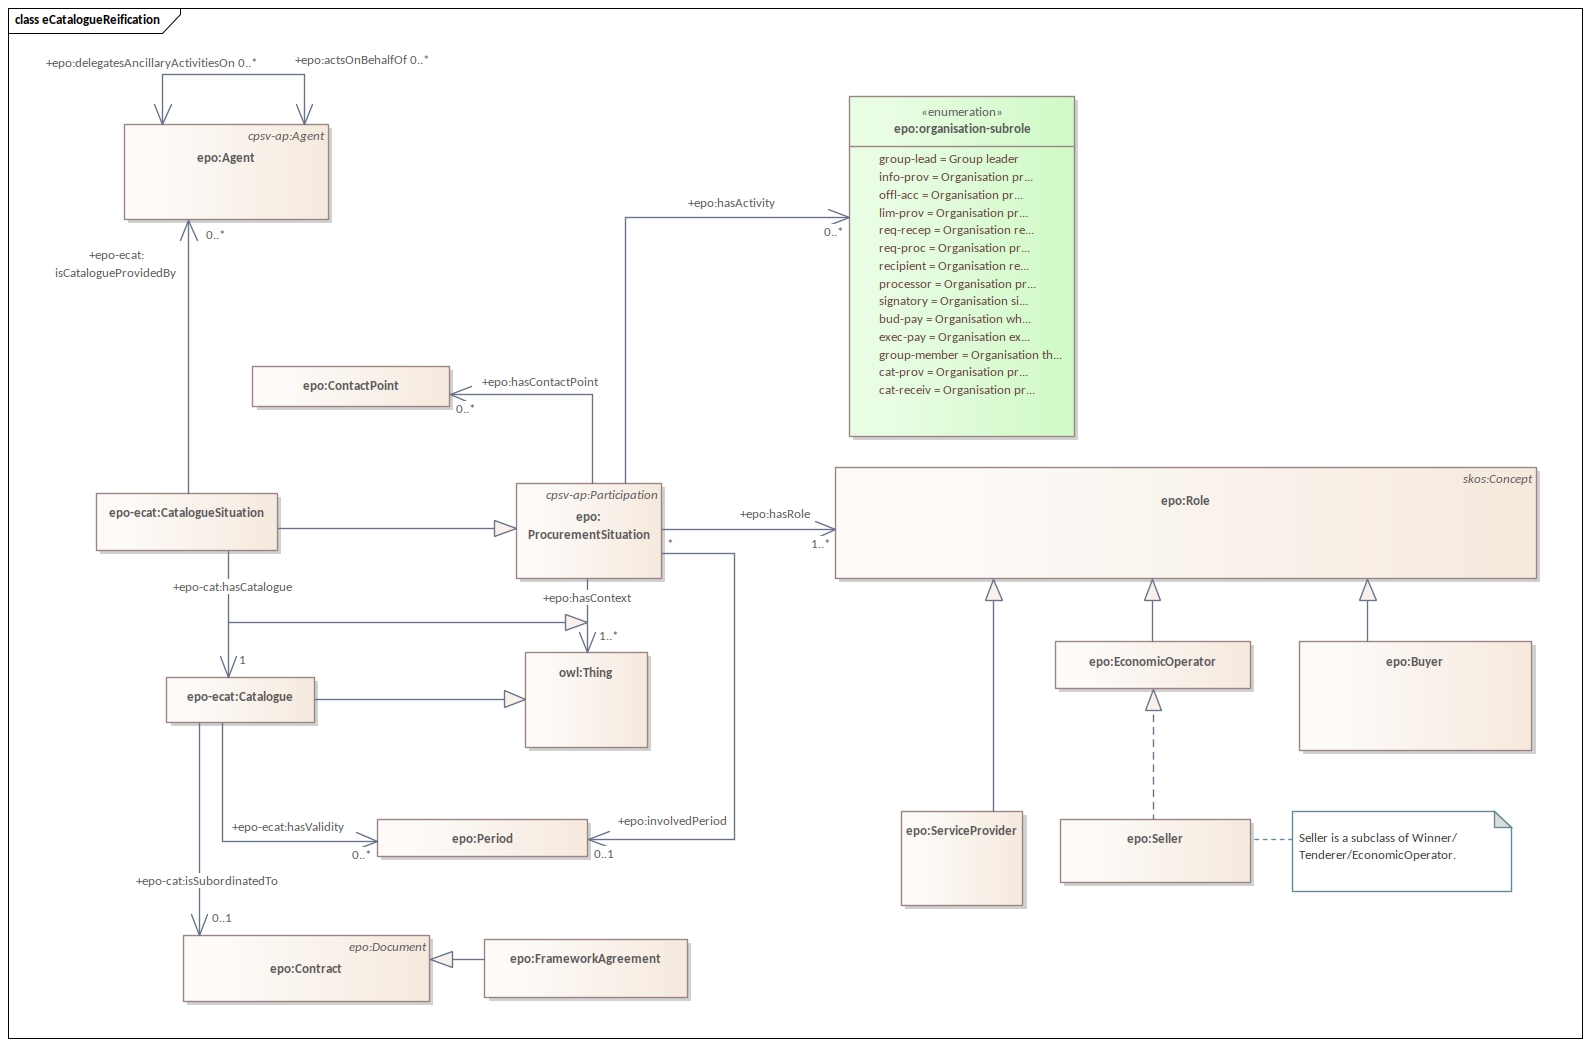 class eCatalogueReification
+epo:delegatesAncillaryActivitiesOn 0..*
+epo:actsOnBehalfOf 0..*
cpsv-ap:Agent
epo:Agent
0..*
+epo-ecat:
isCatalogueProvidedBy
«enumeration»
epo:organisation-subrole
group-lead = Group leader
info-prov = Organisation pr...
offl-acc = Organisation pr...
lim-prov = Organisation pr...
req-recep = Organisation re...
req-proc = Organisation pr...
recipient = Organisation re...
processor = Organisation pr...
signatory = Organisation si...
bud-pay = Organisation wh...
exec-pay = Organisation ex...
group-member = Organisation th...
cat-prov = Organisation pr...
cat-receiv = Organisation pr...
+epo:hasActivity
0..*
epo:ContactPoint
+epo:hasContactPoint
0..*
epo-ecat:CatalogueSituation
cpsv-ap:Participation
epo:
ProcurementSituation
+epo:hasRole
1..*
*
skos:Concept
epo:Role
+epo-cat:hasCatalogue
1
+epo:hasContext
1..*
epo-ecat:Catalogue
owl:Thing
epo:EconomicOperator
epo:Buyer
+epo-ecat:hasValidity
0..*
epo:Period
+epo:involvedPeriod
0..1
epo:ServiceProvider
epo:Seller
Seller is a subclass of Winner/
Tenderer/EconomicOperator.
+epo-cat:isSubordinatedTo
0..1
epo:Document
epo:Contract
epo:FrameworkAgreement